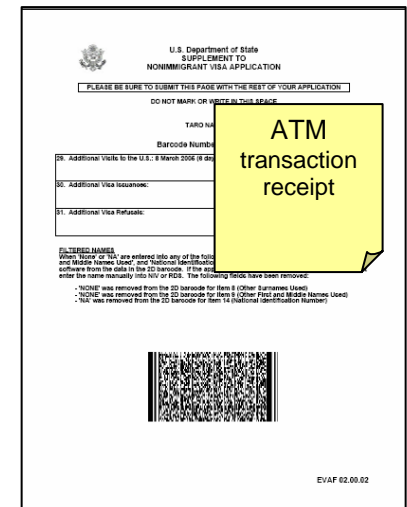 U.S. Department of State
SUPPLEMENT TO
NONIMMIGRANT VISA APPLICATION
PLEASE BE SURE TO SUBMIT THIS PAGE WITH THE REST OF YOUR APPLICATION
DO NOT MARK OR WRITE IN THIS SPACE
TARO NA
Barcode Numbe
ATM
transaction
receipt
29. Additional Visits to the U.S.: 8 March 2006 (6 day
30. Additional Visa Issuances:
31. Additional Visa Refusals:
FILTERED NAMES
When 'None' or 'NA' are entered into any of the follo
and Middle Names Used', and 'National Identificatio
software from the data in the 2D barcode. If the app
enter the name manually into NIV or RDS. The following fields have been removed:
- 'NONE' was removed from the 2D barcode for Item 8 (Other Surnames Used)
- 'NONE' was removed from the 2D barcode for Item 9 (Other First and Middle Names Used)
- 'NA' was removed from the 2D barcode for Item 14 (National Identification Number)
EVAF 02.00.02